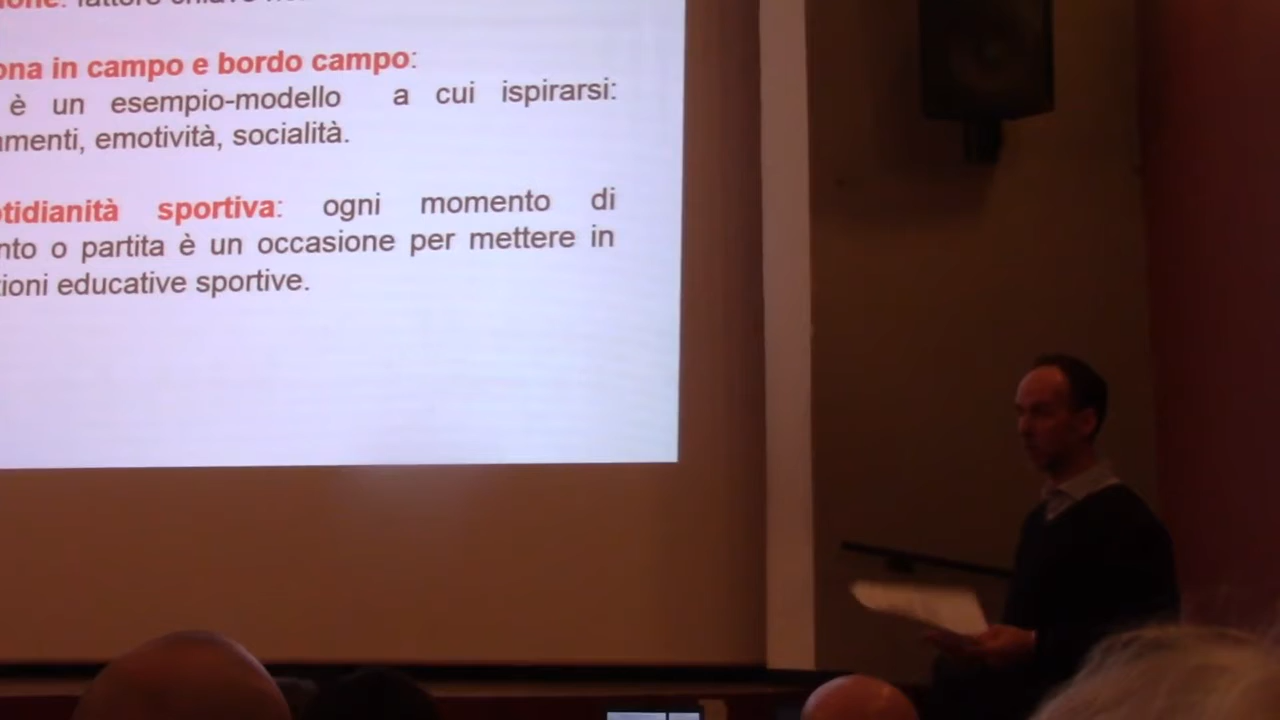 ona in campo e bordo campo:
è un esempio-modello a cui ispirarsi:
amenti, emotività, socialità.
otidianità sportiva: ogni momento di
nto o partita è un occasione per mettere in
zioni educative sportive.